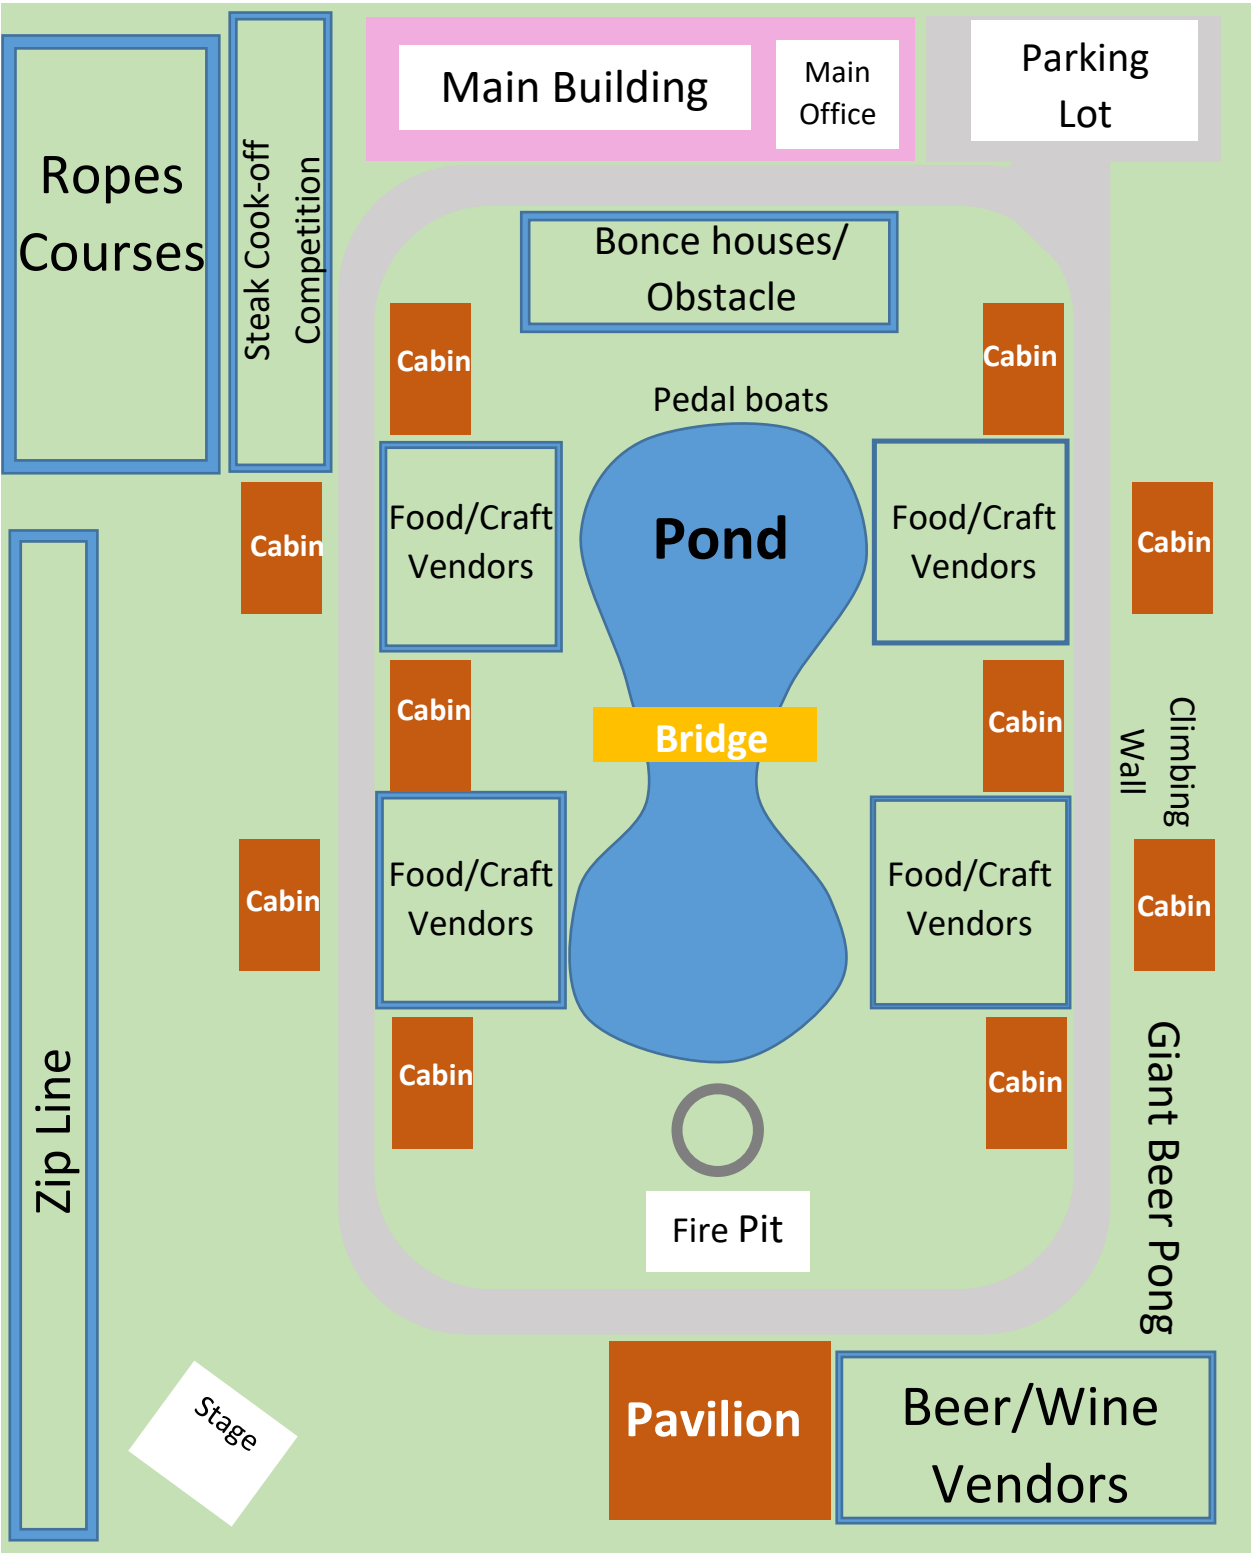 Main Building
Main
Office
Parking
Lot
Ropes
Courses
Steak Cook-off
Competition
Bonce houses/
Obstacle
Cabin
Cabin
Pedal boats
Food/Craft
Vendors
Pond
Food/Craft
Vendors
Cabin
Cabin
Cabin
Bridge
Cabin
Climbing
Wall
Food/Craft
Vendors
Food/Craft
Vendors
Cabin
Cabin
Zip Line
Cabin
Cabin
Giant Beer Pong
Fire Pit
Stage
Pavilion
Beer/Wine
Vendors